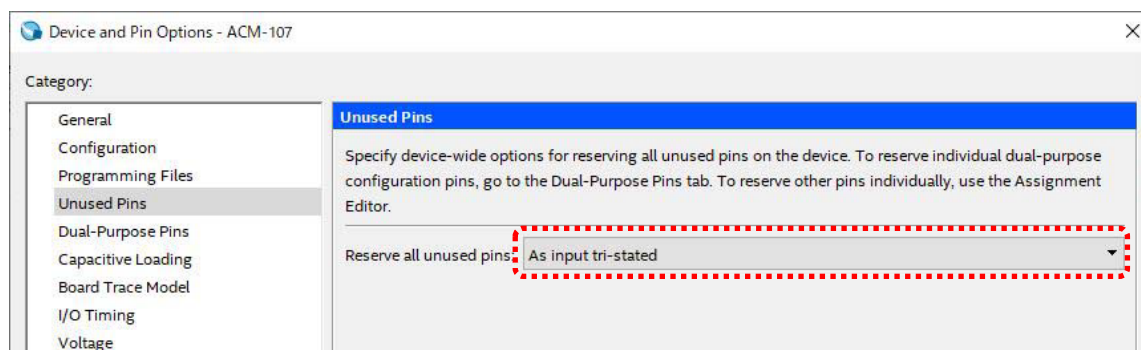 Device and Pin Options - ACM-107
Category:
General
Configuration
Programming Files
Unused Pins
Dual-Purpose Pins
Capacitive Loading
Board Trace Model
I/O Timing
Voltage
Unused Pins
Specify device-wide options for reserving all unused pins on the device. To reserve individual dual-purpose
configuration pins, go to the Dual-Purpose Pins tab. To reserve other pins individually, use the Assignment
Editor.
Reserve all unused pins: As input tri-stated